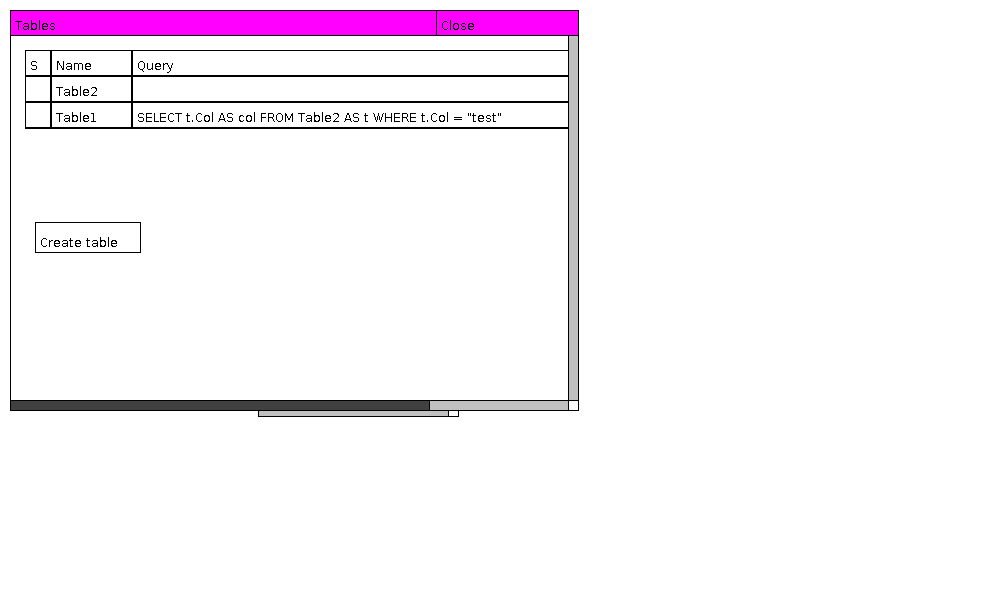 Tables Close
S Name Query
Table2
Table1 SELECT t.Col AS col FROM Table2 AS t WHERE t.Col = "test"
Create table